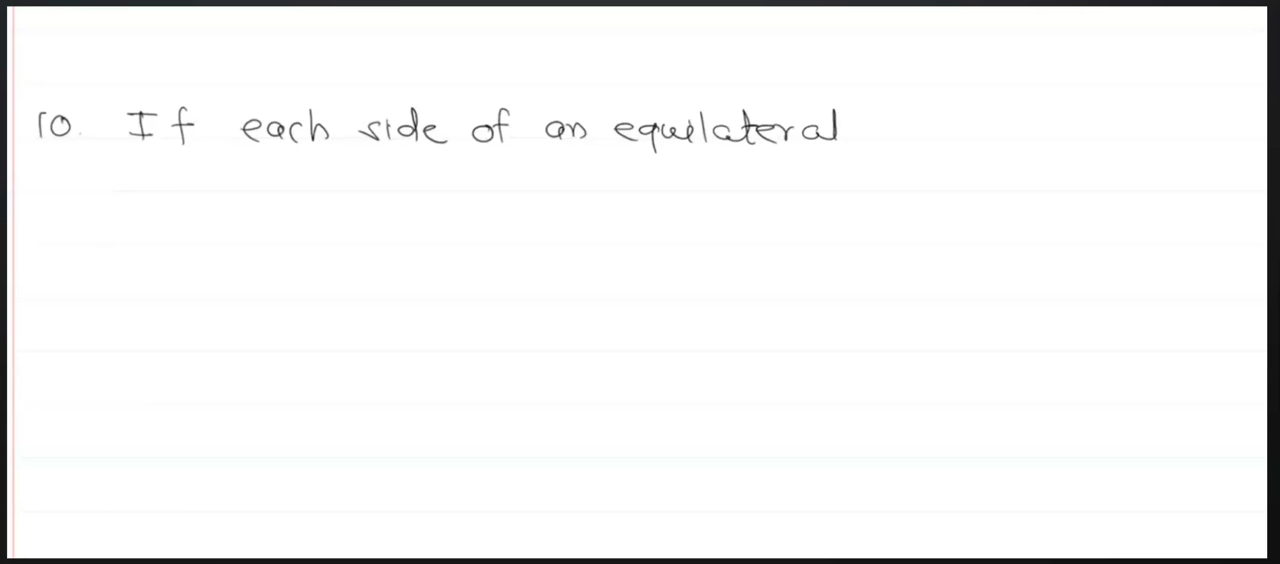 10. If each side of an equilateral